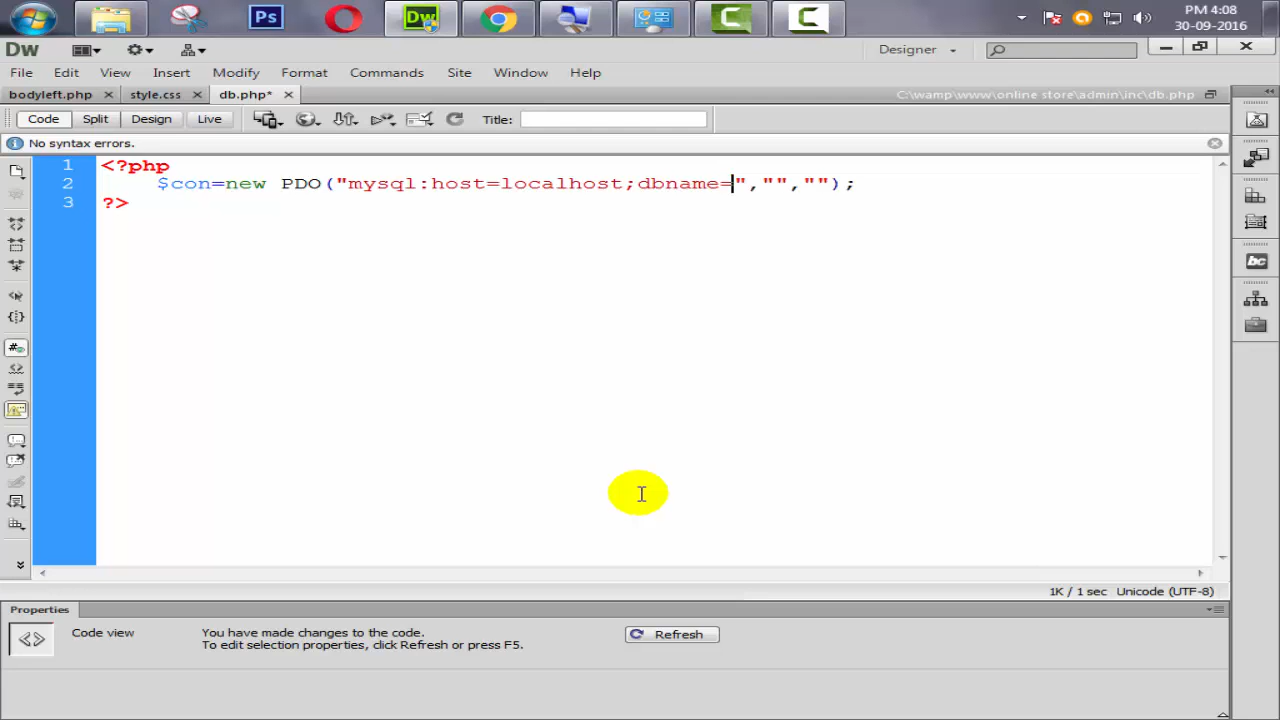 Ps
Dw
PM 4:08
30-09-2016
Dw
Designer
File Edit View Insert Modify Format Commands Site Window Help
bodyleft.php × style.css × db.php* ×
C:\wamp\www\online store\admin\inc\db.php
Code Split Design Live Title:
No syntax errors.
1 <?php
2 $con=new PDO("mysql:host=localhost;dbname=","","");
3 ?>
bc
1K / 1 sec Unicode (UTF-8)
Properties
Code view
You have made changes to the code.
Refresh
To edit selection properties, click Refresh or press F5.